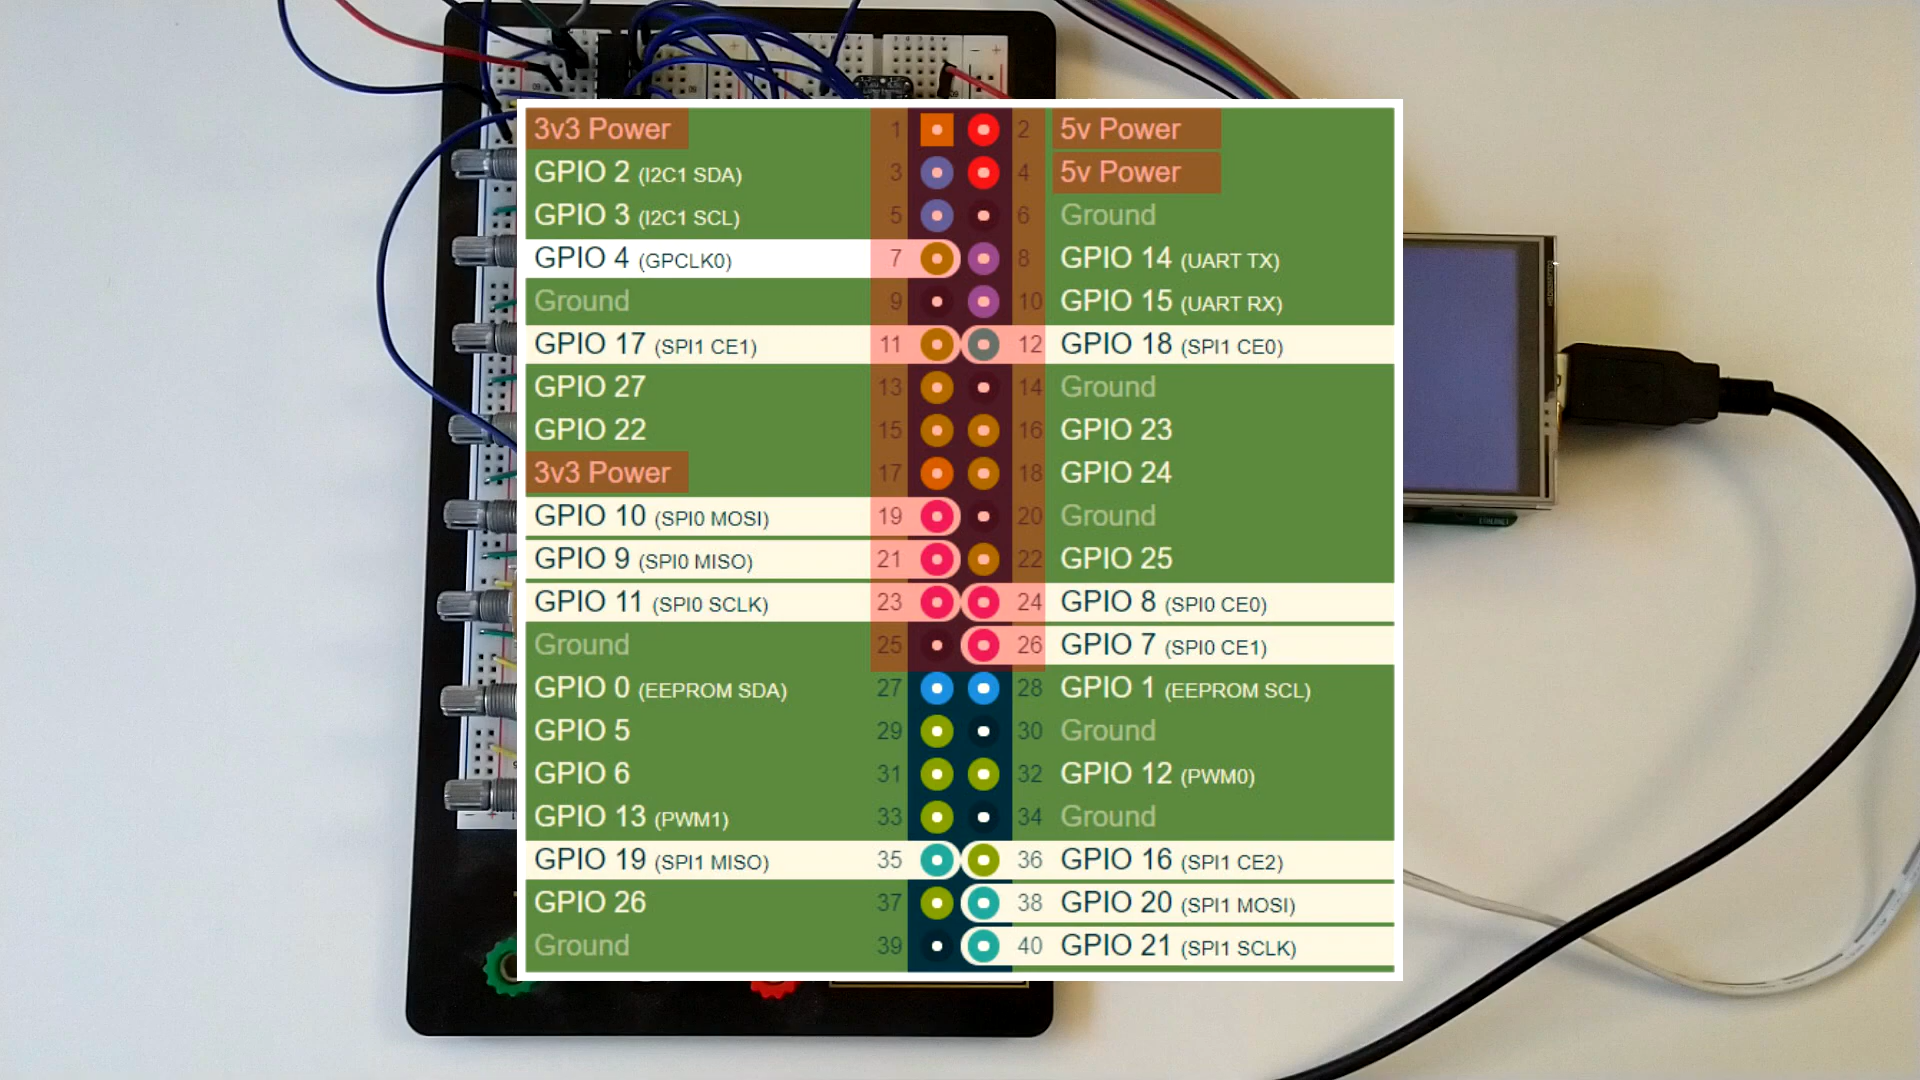 3v3 Power 1 2 5v Power
GPIO 2 (I2C1 SDA) 3 4 5v Power
GPIO 3 (I2C1 SCL) 5 6 Ground
GPIO 4 (GPCLK0) 7 8 GPIO 14 (UART TX)
Ground 9 10 GPIO 15 (UART RX)
GPIO 17 (SPI1 CE1) 11 12 GPIO 18 (SPI1 CE0)
GPIO 27 13 14 Ground
GPIO 22 15 16 GPIO 23
3v3 Power 17 18 GPIO 24
GPIO 10 (SPI0 MOSI) 19 20 Ground
GPIO 9 (SPI0 MISO) 21 22 GPIO 25
GPIO 11 (SPI0 SCLK) 23 24 GPIO 8 (SPI0 CE0)
Ground 25 26 GPIO 7 (SPI0 CE1)
GPIO 0 (EEPROM SDA) 27 28 GPIO 1 (EEPROM SCL)
GPIO 5 29 30 Ground
GPIO 6 31 32 GPIO 12 (PWM0)
GPIO 13 (PWM1) 33 34 Ground
GPIO 19 (SPI1 MISO) 35 36 GPIO 16 (SPI1 CE2)
GPIO 26 37 38 GPIO 20 (SPI1 MOSI)
Ground 39 40 GPIO 21 (SPI1 SCLK)